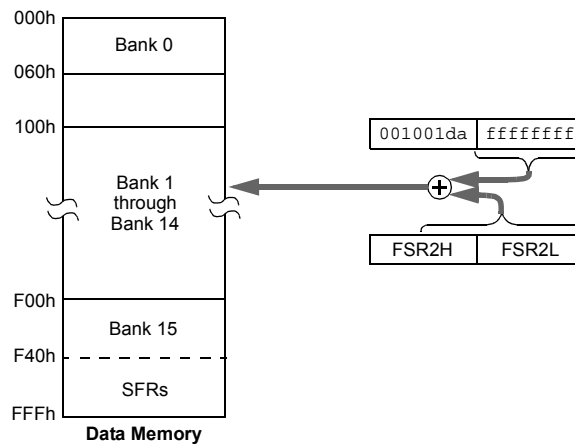 000h
Bank 0
060h
100h
Bank 1
through
Bank 14
F00h
Bank 15
F40h
SFRs
FFFh
Data Memory
001001da ffffffff
+
FSR2H FSR2L